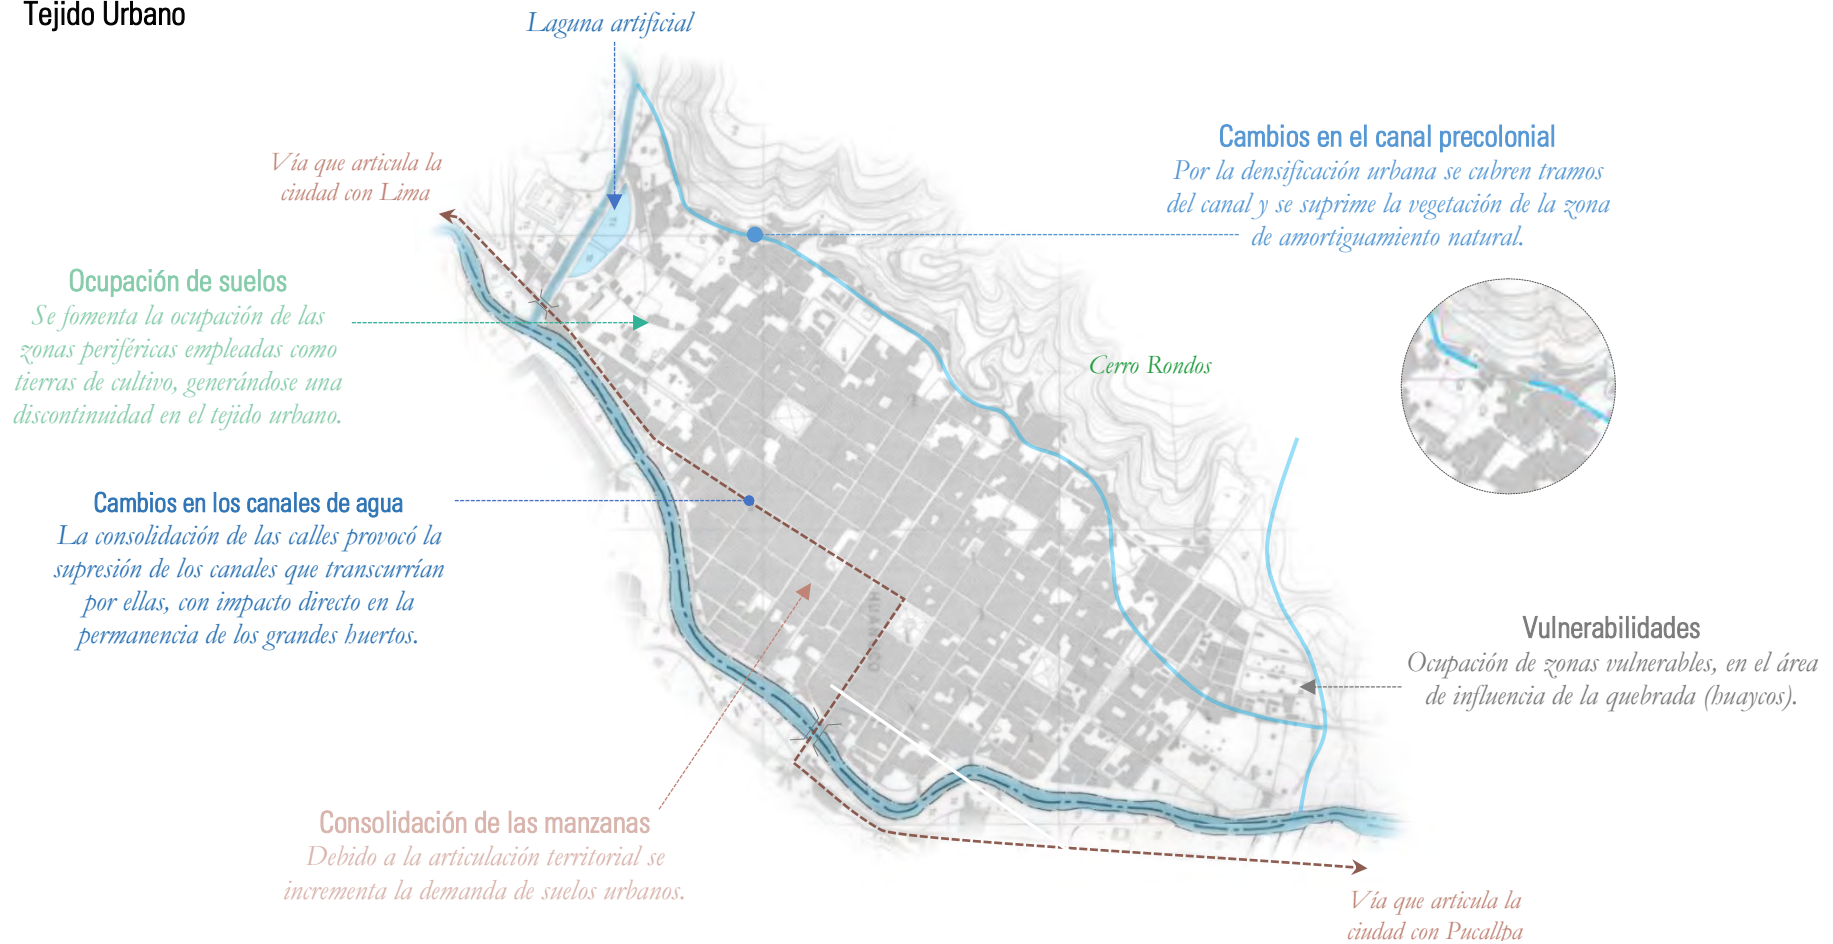 Tejido Urbano
Laguna artificial
Vía que articula la
ciudad con Lima
Cambios en el canal precolonial
Por la densificación urbana se cubren tramos
del canal y se suprime la vegetación de la zona
de amortiguamiento natural.
Ocupación de suelos
Se fomenta la ocupación de las
zonas periféricas empleadas como
tierras de cultivo, generándose una
discontinuidad en el tejido urbano.
Cerro Rondos
Cambios en los canales de agua
La consolidación de las calles provocó la
supresión de los canales que transcurrían
por ellas, con impacto directo en la
permanencia de los grandes huertos.
Vulnerabilidades
Ocupación de zonas vulnerables, en el área
de influencia de la quebrada (huaycos).
Consolidación de las manzanas
Debido a la articulación territorial se
incrementa la demanda de suelos urbanos.
Vía que articula la
ciudad con Pucallpa